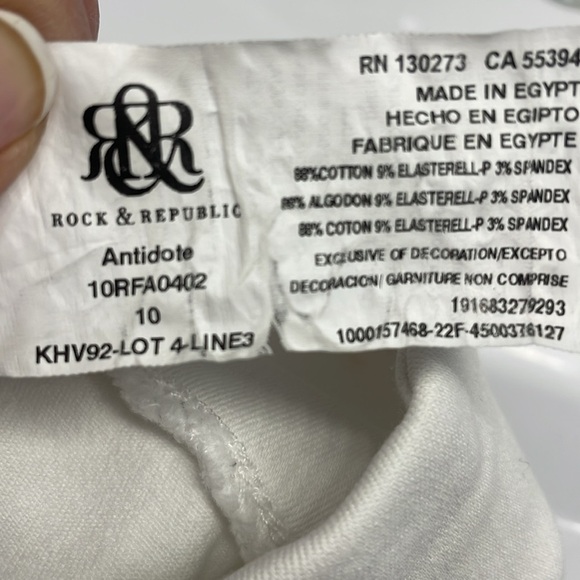 ROCK & REPUBLIC
Antidote
10RFA0402
10
KHV92-LOT 4-LINE3
RN 130273 CA 55394
MADE IN EGYPT
HECHO EN EGIPTO
FABRIQUE EN EGYPTE
88%COTTON 9% ELASTERELL-P 3% SPANDEX
88% ALGODON 9% ELASTERELL-P 3% SPANDEX
88% COTON 9% ELASTERELL-P 3% SPANDEX
EXCLUSIVE OF DECORATION/EXCEPTO
DECORACION/ GARNITURE NON COMPRISE
191683279293
1000157468-22F-4500376127